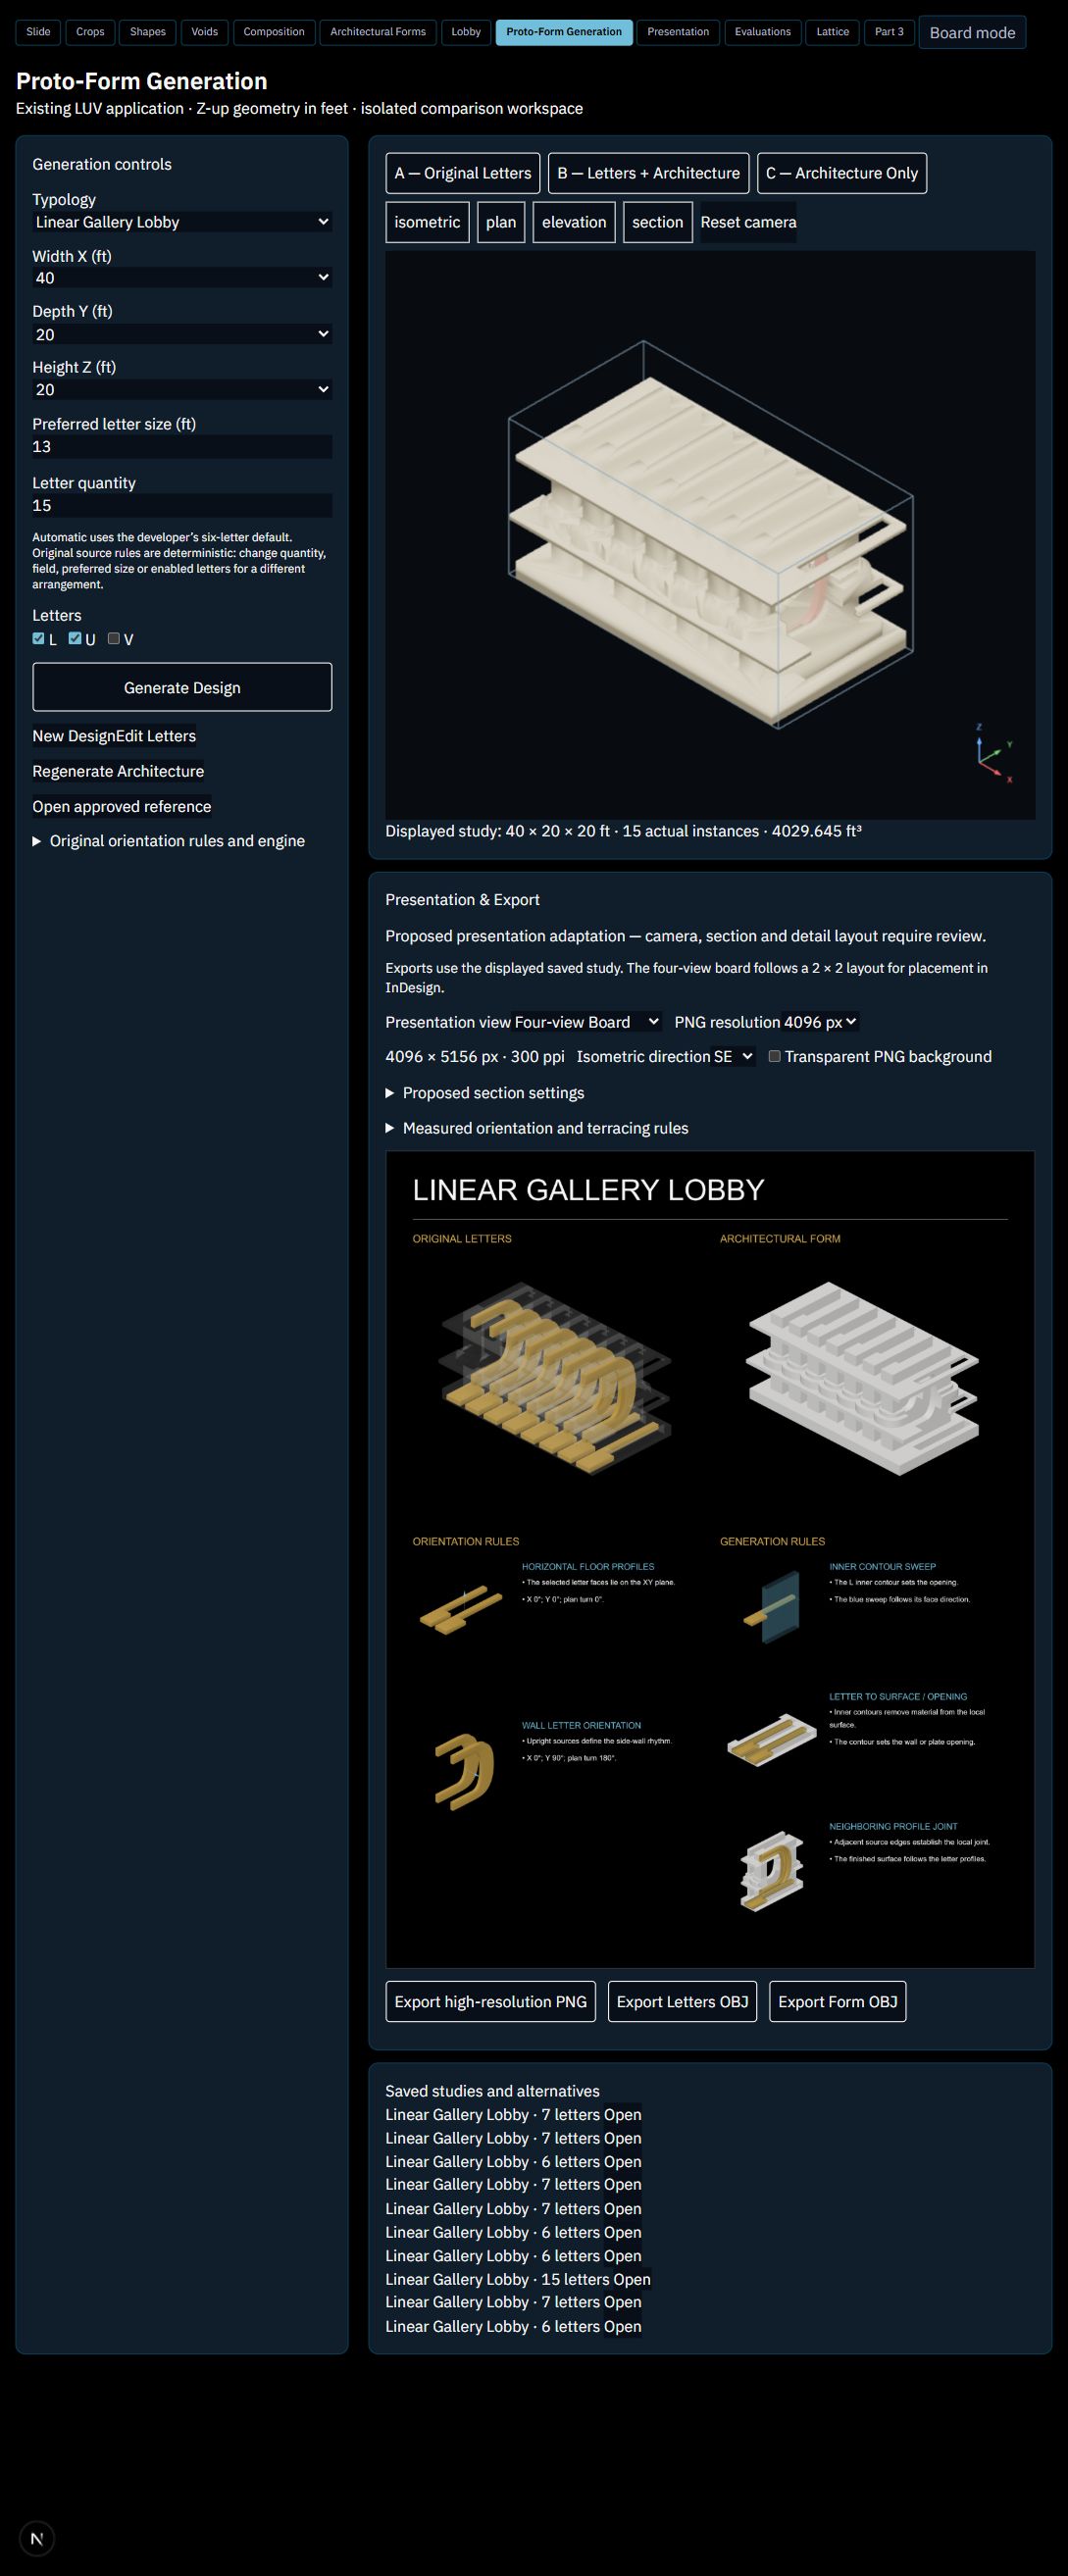 Slide Crops Shapes Voids Composition Architectural Forms Lobby Proto-Form Generation Presentation Evaluations Lattice Part 3 Board mode
Proto-Form Generation
Existing LUV application · Z-up geometry in feet · isolated comparison workspace
Generation controls
Typology
Linear Gallery Lobby
Width X (ft)
40
Depth Y (ft)
20
Height Z (ft)
20
Preferred letter size (ft)
13
Letter quantity
15
Automatic uses the developer's six-letter default.
Original source rules are deterministic: change quantity,
field, preferred size or enabled letters for a different
arrangement.
Letters
L U V
Generate Design
New DesignEdit Letters
Regenerate Architecture
Open approved reference
Original orientation rules and engine
A — Original Letters B — Letters + Architecture C — Architecture Only
isometric plan elevation section Reset camera
Z
Y
X
Displayed study: 40 × 20 × 20 ft · 15 actual instances · 4029.645 ft³
Presentation & Export
Proposed presentation adaptation — camera, section and detail layout require review.
Exports use the displayed saved study. The four-view board follows a 2 × 2 layout for placement in
InDesign.
Presentation view Four-view Board PNG resolution 4096 px
4096 × 5156 px · 300 ppi Isometric direction SE Transparent PNG background
Proposed section settings
Measured orientation and terracing rules
LINEAR GALLERY LOBBY
ORIGINAL LETTERS ARCHITECTURAL FORM
ORIENTATION RULES GENERATION RULES
HORIZONTAL FLOOR PROFILES
• The selected letter faces lie on the XY plane.
• X 0°; Y 0°; plan turn 0°.
INNER CONTOUR SWEEP
• The L inner contour sets the opening.
• The blue sweep follows its face direction.
LETTER TO SURFACE / OPENING
• Inner contours remove material from the local
surface.
• The contour sets the wall or plate opening.
WALL LETTER ORIENTATION
• Upright sources define the side-wall rhythm.
• X 0°; Y 90°; plan turn 180°.
NEIGHBORING PROFILE JOINT
• Adjacent source edges establish the local joint.
• The finished surface follows the letter profiles.
Export high-resolution PNG Export Letters OBJ Export Form OBJ
Saved studies and alternatives
Linear Gallery Lobby · 7 letters Open
Linear Gallery Lobby · 7 letters Open
Linear Gallery Lobby · 6 letters Open
Linear Gallery Lobby · 7 letters Open
Linear Gallery Lobby · 7 letters Open
Linear Gallery Lobby · 6 letters Open
Linear Gallery Lobby · 6 letters Open
Linear Gallery Lobby · 15 letters Open
Linear Gallery Lobby · 7 letters Open
Linear Gallery Lobby · 6 letters Open
N